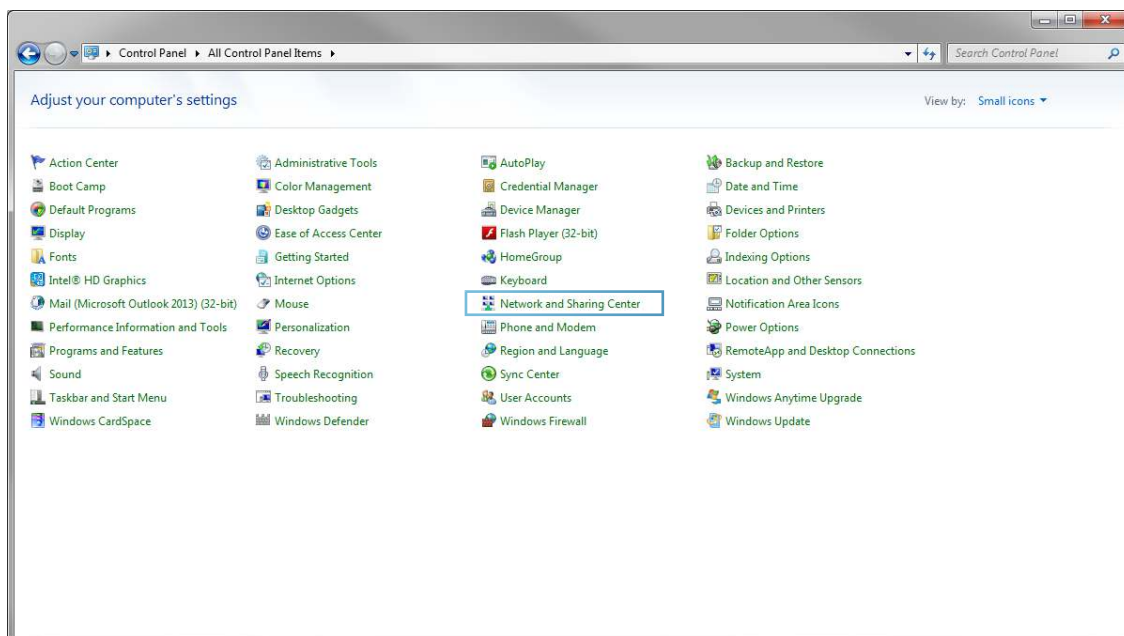 Control Panel All Control Panel Items Search Control Panel
Adjust your computer's settings View by: Small icons
Action Center Administrative Tools AutoPlay Backup and Restore
Boot Camp Color Management Credential Manager Date and Time
Default Programs Desktop Gadgets Device Manager Devices and Printers
Display Ease of Access Center Flash Player (32-bit) Folder Options
Fonts Getting Started HomeGroup Indexing Options
Intel® HD Graphics Internet Options Keyboard Location and Other Sensors
Mail (Microsoft Outlook 2013) (32-bit) Mouse Network and Sharing Center Notification Area Icons
Performance Information and Tools Personalization Phone and Modem Power Options
Programs and Features Recovery Region and Language RemoteApp and Desktop Connections
Sound Speech Recognition Sync Center System
Taskbar and Start Menu Troubleshooting User Accounts Windows Anytime Upgrade
Windows CardSpace Windows Defender Windows Firewall Windows Update